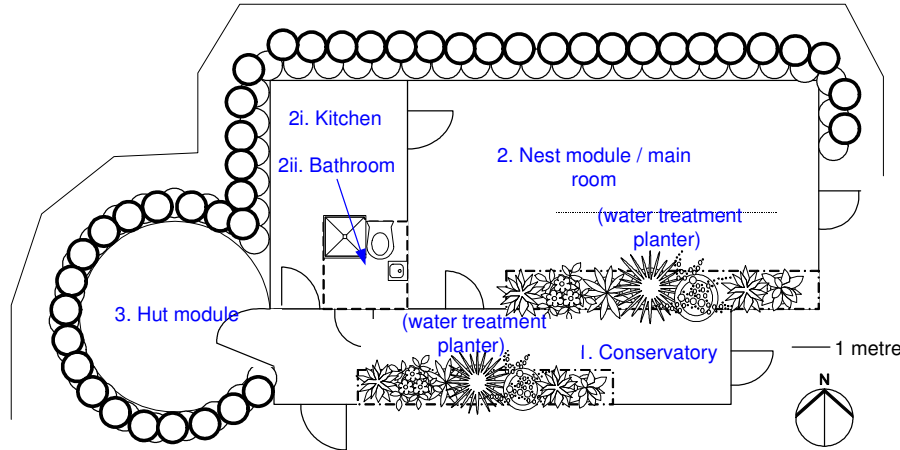 2i. Kitchen
2ii. Bathroom
2. Nest module / main
room
(water treatment
planter)
3. Hut module
(water treatment
planter)
1. Conservatory
1 metre
N